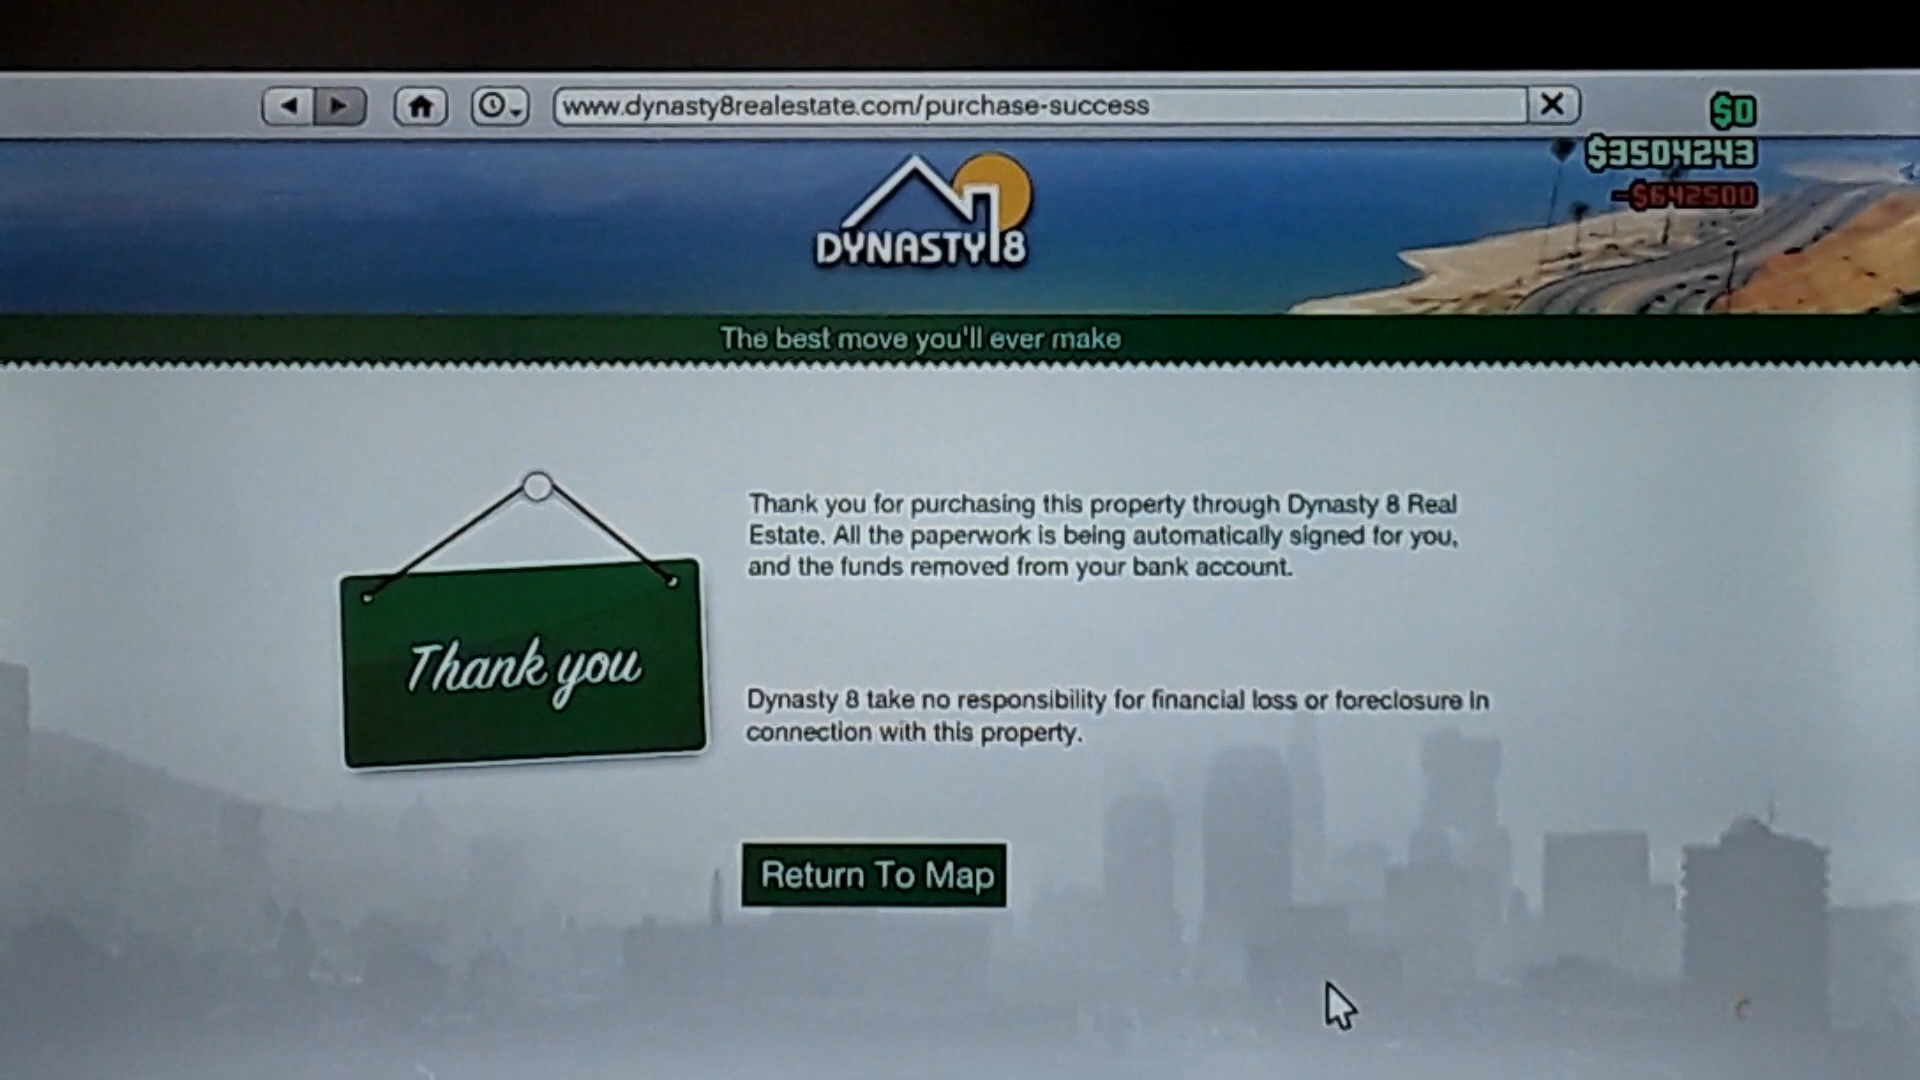 www.dynasty8realestate.com/purchase-success
$0
$3504243
-$642500
DYNASTY 8
The best move you'll ever make
Thank you for purchasing this property through Dynasty 8 Real
Estate. All the paperwork is being automatically signed for you,
and the funds removed from your bank account.
Thank you
Dynasty 8 take no responsibility for financial loss or foreclosure in
connection with this property.
Return To Map